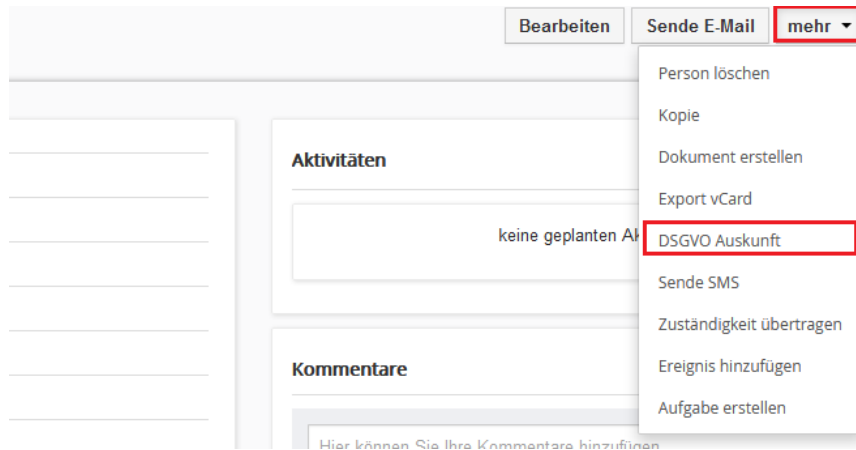 Bearbeiten Sende E-Mail mehr
Person löschen
Kopie
Dokument erstellen
Export vCard
DSGVO Auskunft
Sende SMS
Zuständigkeit übertragen
Ereignis hinzufügen
Aufgabe erstellen
Aktivitäten
keine geplanten
Kommentare
Hier können Sie Ihre Kommentare hinzufügen